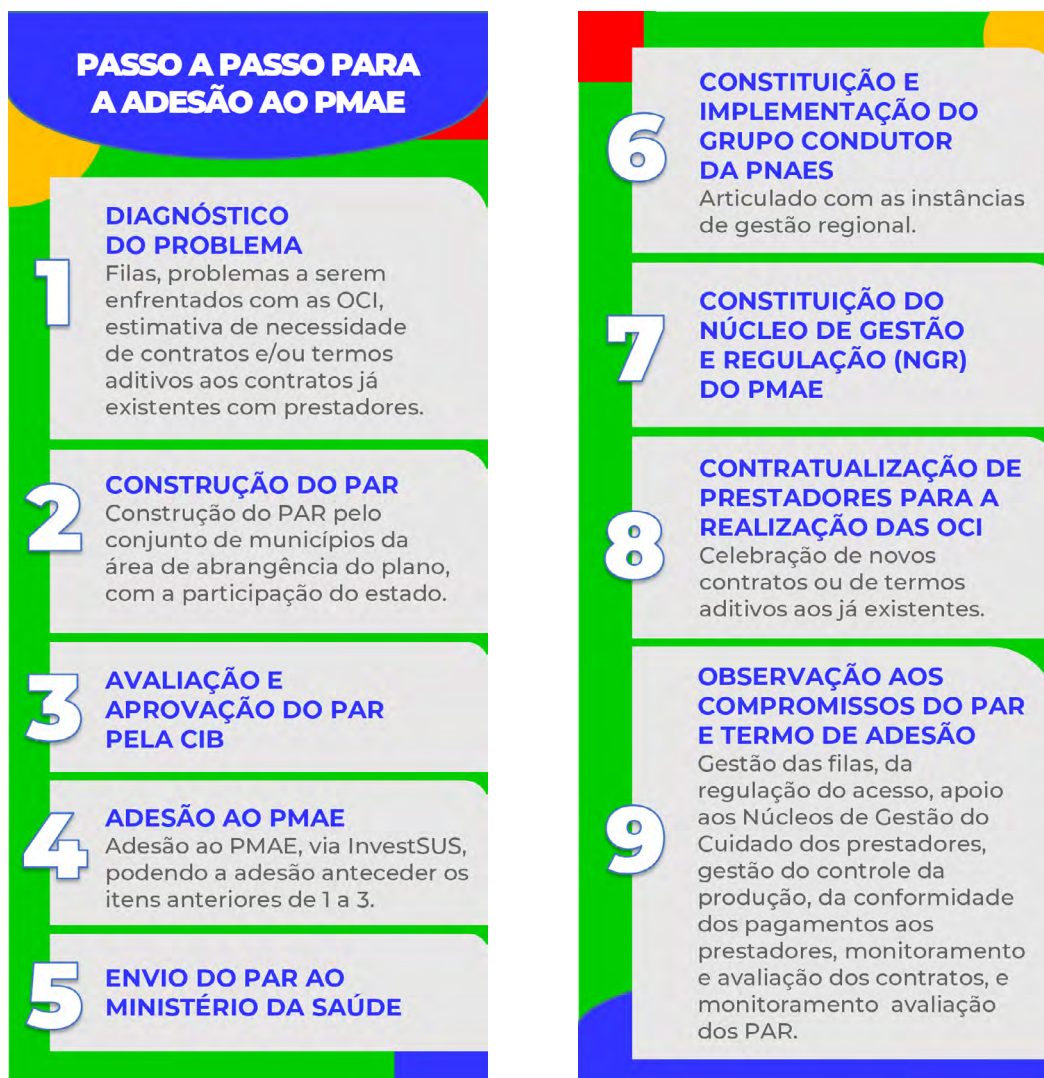 PASSO A PASSO PARA
A ADESÃO AO PMAE
1
DIAGNÓSTICO
DO PROBLEMA
Filas, problemas a serem
enfrentados com as OCI,
estimativa de necessidade
de contratos e/ou termos
aditivos aos contratos já
existentes com prestadores.
2
CONSTRUÇÃO DO PAR
Construção do PAR pelo
conjunto de municípios da
área de abrangência do plano,
com a participação do estado.
3
AVALIAÇÃO E
APROVAÇÃO DO PAR
PELA CIB
4
ADESÃO AO PMAE
Adesão ao PMAE, via InvestSUS,
podendo a adesão anteceder os
itens anteriores de 1 a 3.
5
ENVIO DO PAR AO
MINISTÉRIO DA SAÚDE
6
CONSTITUIÇÃO E
IMPLEMENTAÇÃO DO
GRUPO CONDUTOR
DA PNAES
Articulado com as instâncias
de gestão regional.
7
CONSTITUIÇÃO DO
NÚCLEO DE GESTÃO
E REGULAÇÃO (NGR)
DO PMAE
8
CONTRATUALIZAÇÃO DE
PRESTADORES PARA A
REALIZAÇÃO DAS OCI
Celebração de novos
contratos ou de termos
aditivos aos já existentes.
9
OBSERVAÇÃO AOS
COMPROMISSOS DO PAR
E TERMO DE ADESÃO
Gestão das filas, da
regulação do acesso, apoio
aos Núcleos de Gestão do
Cuidado dos prestadores,
gestão do controle da
produção, da conformidade
dos pagamentos aos
prestadores, monitoramento
e avaliação dos contratos, e
monitoramento avaliação
dos PAR.